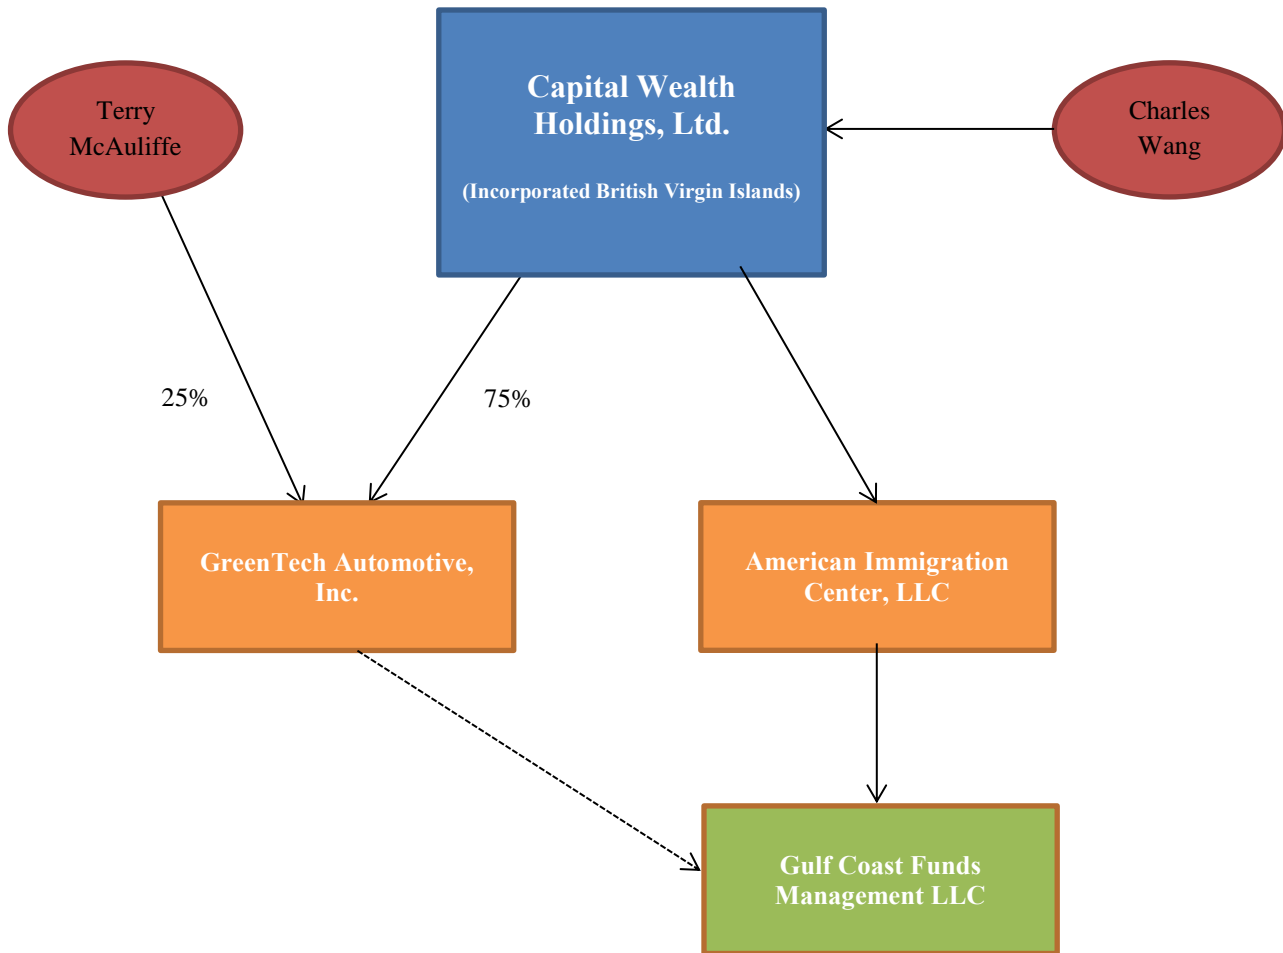 Terry
McAuliffe
Capital Wealth
Holdings, Ltd.
(Incorporated British Virgin Islands)
Charles
Wang
25%
75%
GreenTech Automotive,
Inc.
American Immigration
Center, LLC
Gulf Coast Funds
Management LLC